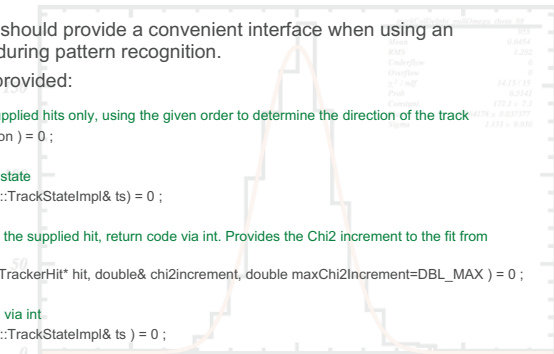 should provide a convenient interface when using an
during pattern recognition.
provided:
pplied hits only, using the given order to determine the direction of the track
on ) = 0 ;
state
::TrackStateImpl& ts) = 0 ;
the supplied hit, return code via int. Provides the Chi2 increment to the fit from
TrackerHit* hit, double& chi2increment, double maxChi2Increment=DBL_MAX ) = 0 ;
via int
::TrackStateImpl& ts ) = 0 ;